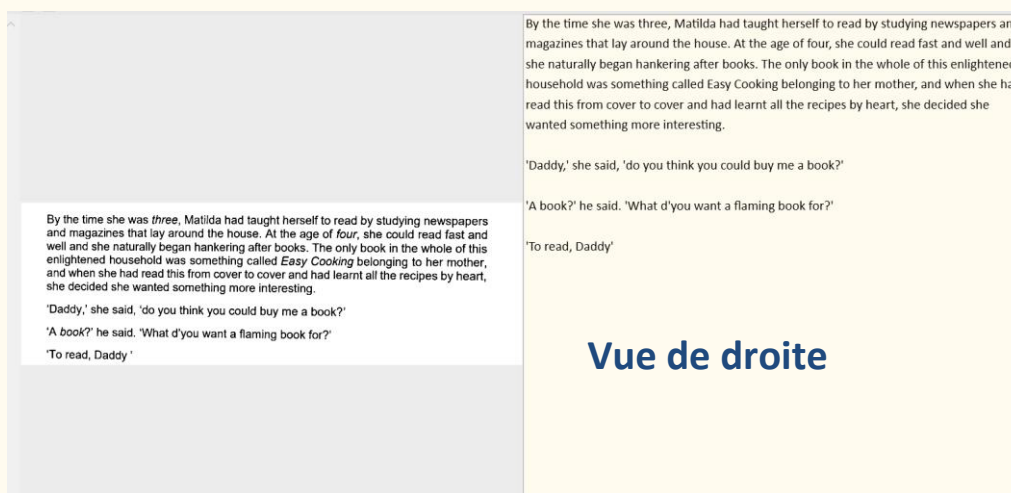 By the time she was three, Matilda had taught herself to read by studying newspapers
and magazines that lay around the house. At the age of four, she could read fast and
well and she naturally began hankering after books. The only book in the whole of this
enlightened household was something called Easy Cooking belonging to her mother,
and when she had read this from cover to cover and had learnt all the recipes by heart,
she decided she wanted something more interesting.
'Daddy,' she said, 'do you think you could buy me a book?'
'A book?' he said. 'What d'you want a flaming book for?'
'To read, Daddy '
By the time she was three, Matilda had taught herself to read by studying newspapers an
magazines that lay around the house. At the age of four, she could read fast and well and
she naturally began hankering after books. The only book in the whole of this enlightened
household was something called Easy Cooking belonging to her mother, and when she ha
read this from cover to cover and had learnt all the recipes by heart, she decided she
wanted something more interesting.
'Daddy,' she said, 'do you think you could buy me a book?'
'A book?' he said. 'What d'you want a flaming book for?'
'To read, Daddy'
Vue de droite